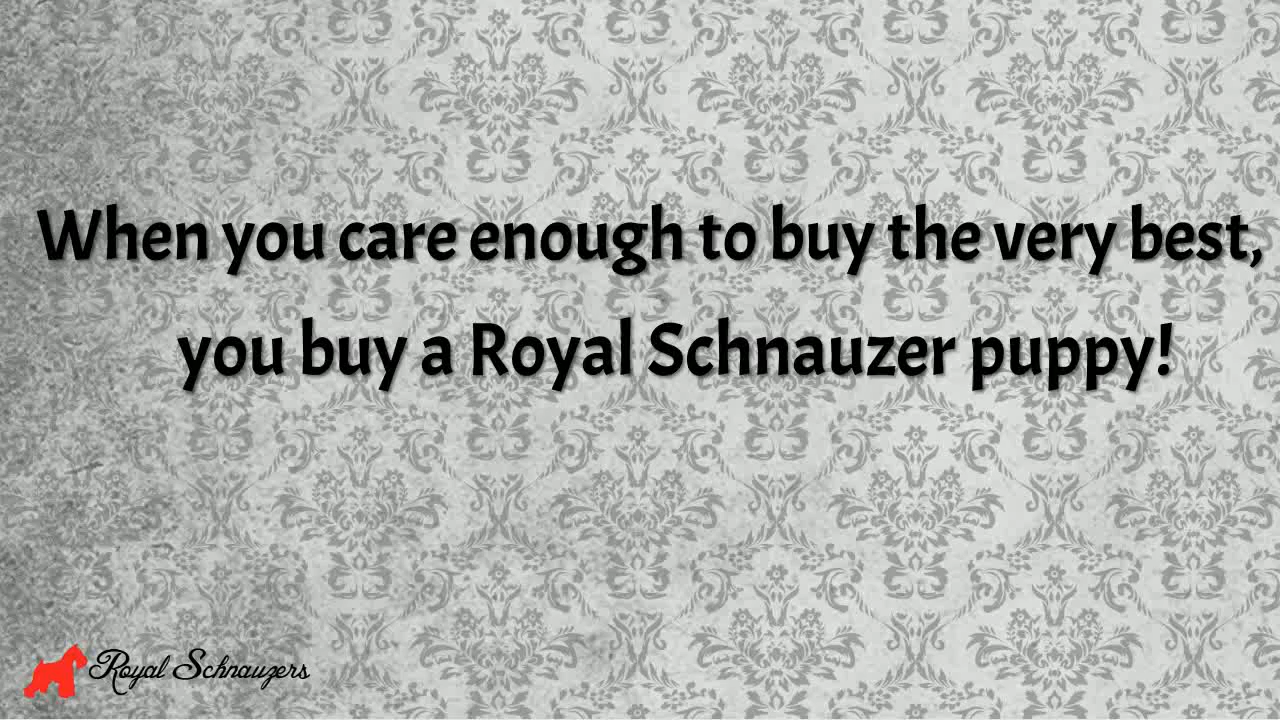 When you care enough to buy the very best,
you buy a Royal Schnauzer puppy!
Royal Schnauzers